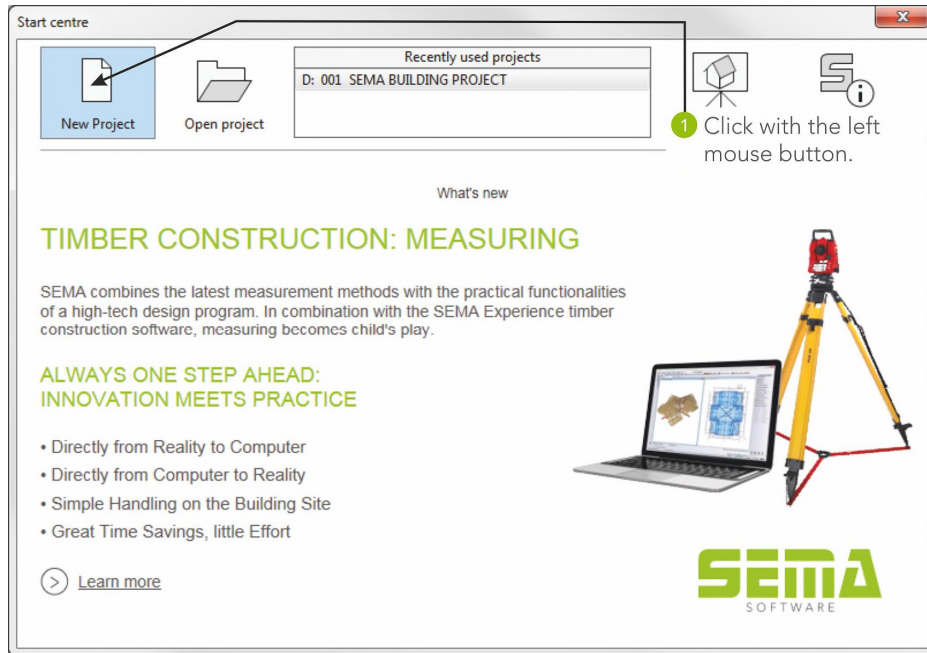 Start centre
x
New Project
Open project
Recently used projects
D: 001 SEMA BUILDING PROJECT
i
1 Click with the left
mouse button.
What's new
TIMBER CONSTRUCTION: MEASURING
SEMA combines the latest measurement methods with the practical functionalities
of a high-tech design program. In combination with the SEMA Experience timber
construction software, measuring becomes child's play.
ALWAYS ONE STEP AHEAD:
INNOVATION MEETS PRACTICE
• Directly from Reality to Computer
• Directly from Computer to Reality
• Simple Handling on the Building Site
• Great Time Savings, little Effort
> Learn more
SEMA
SOFTWARE